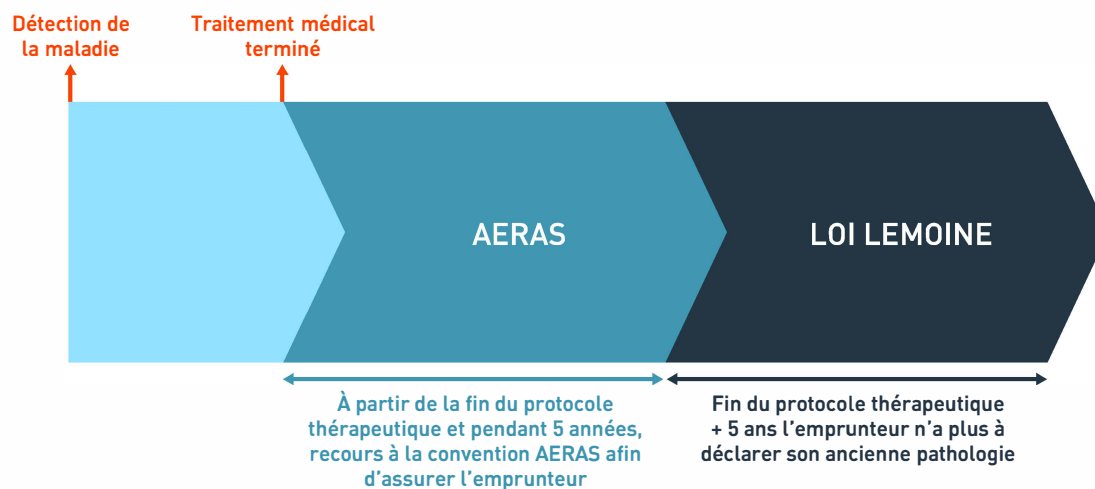 Détection de
la maladie
Traitement médical
terminé
AERAS
LOI LEMOINE
À partir de la fin du protocole
thérapeutique et pendant 5 années,
recours à la convention AERAS afin
d’assurer l’emprunteur
Fin du protocole thérapeutique
+ 5 ans l’emprunteur n’a plus à
déclarer son ancienne pathologie